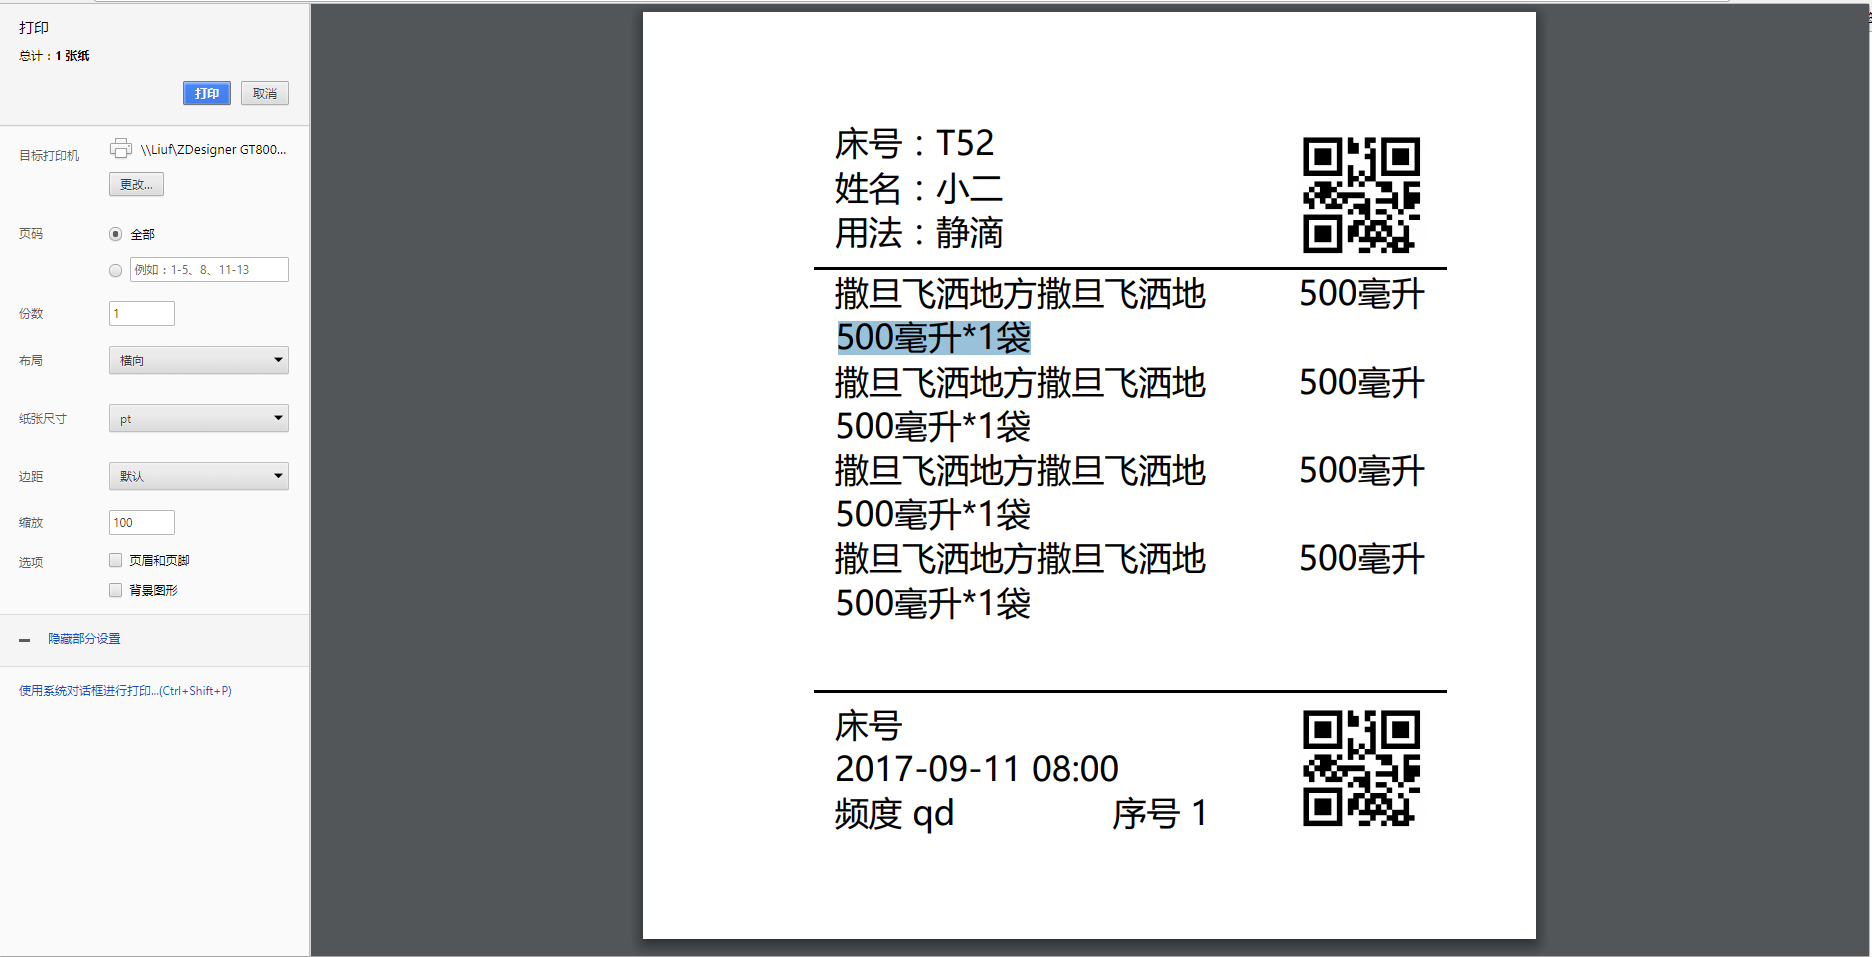 打印
总计：1 张纸
打印 取消
目标打印机 \\Liuf\ZDesigner GT800...
更改...
页码 全部
例如：1-5、8、11-13
份数 1
布局 横向
纸张尺寸 pt
边距 默认
缩放 100
选项 页眉和页脚
背景图形
隐藏部分设置
使用系统对话框进行打印...(Ctrl+Shift+P)
床号：T52
姓名：小二
用法：静滴
撒旦飞洒地方撒旦飞洒地 500毫升
500毫升*1袋
撒旦飞洒地方撒旦飞洒地 500毫升
500毫升*1袋
撒旦飞洒地方撒旦飞洒地 500毫升
500毫升*1袋
撒旦飞洒地方撒旦飞洒地 500毫升
500毫升*1袋
床号
2017-09-11 08:00
频度 qd 序号 1